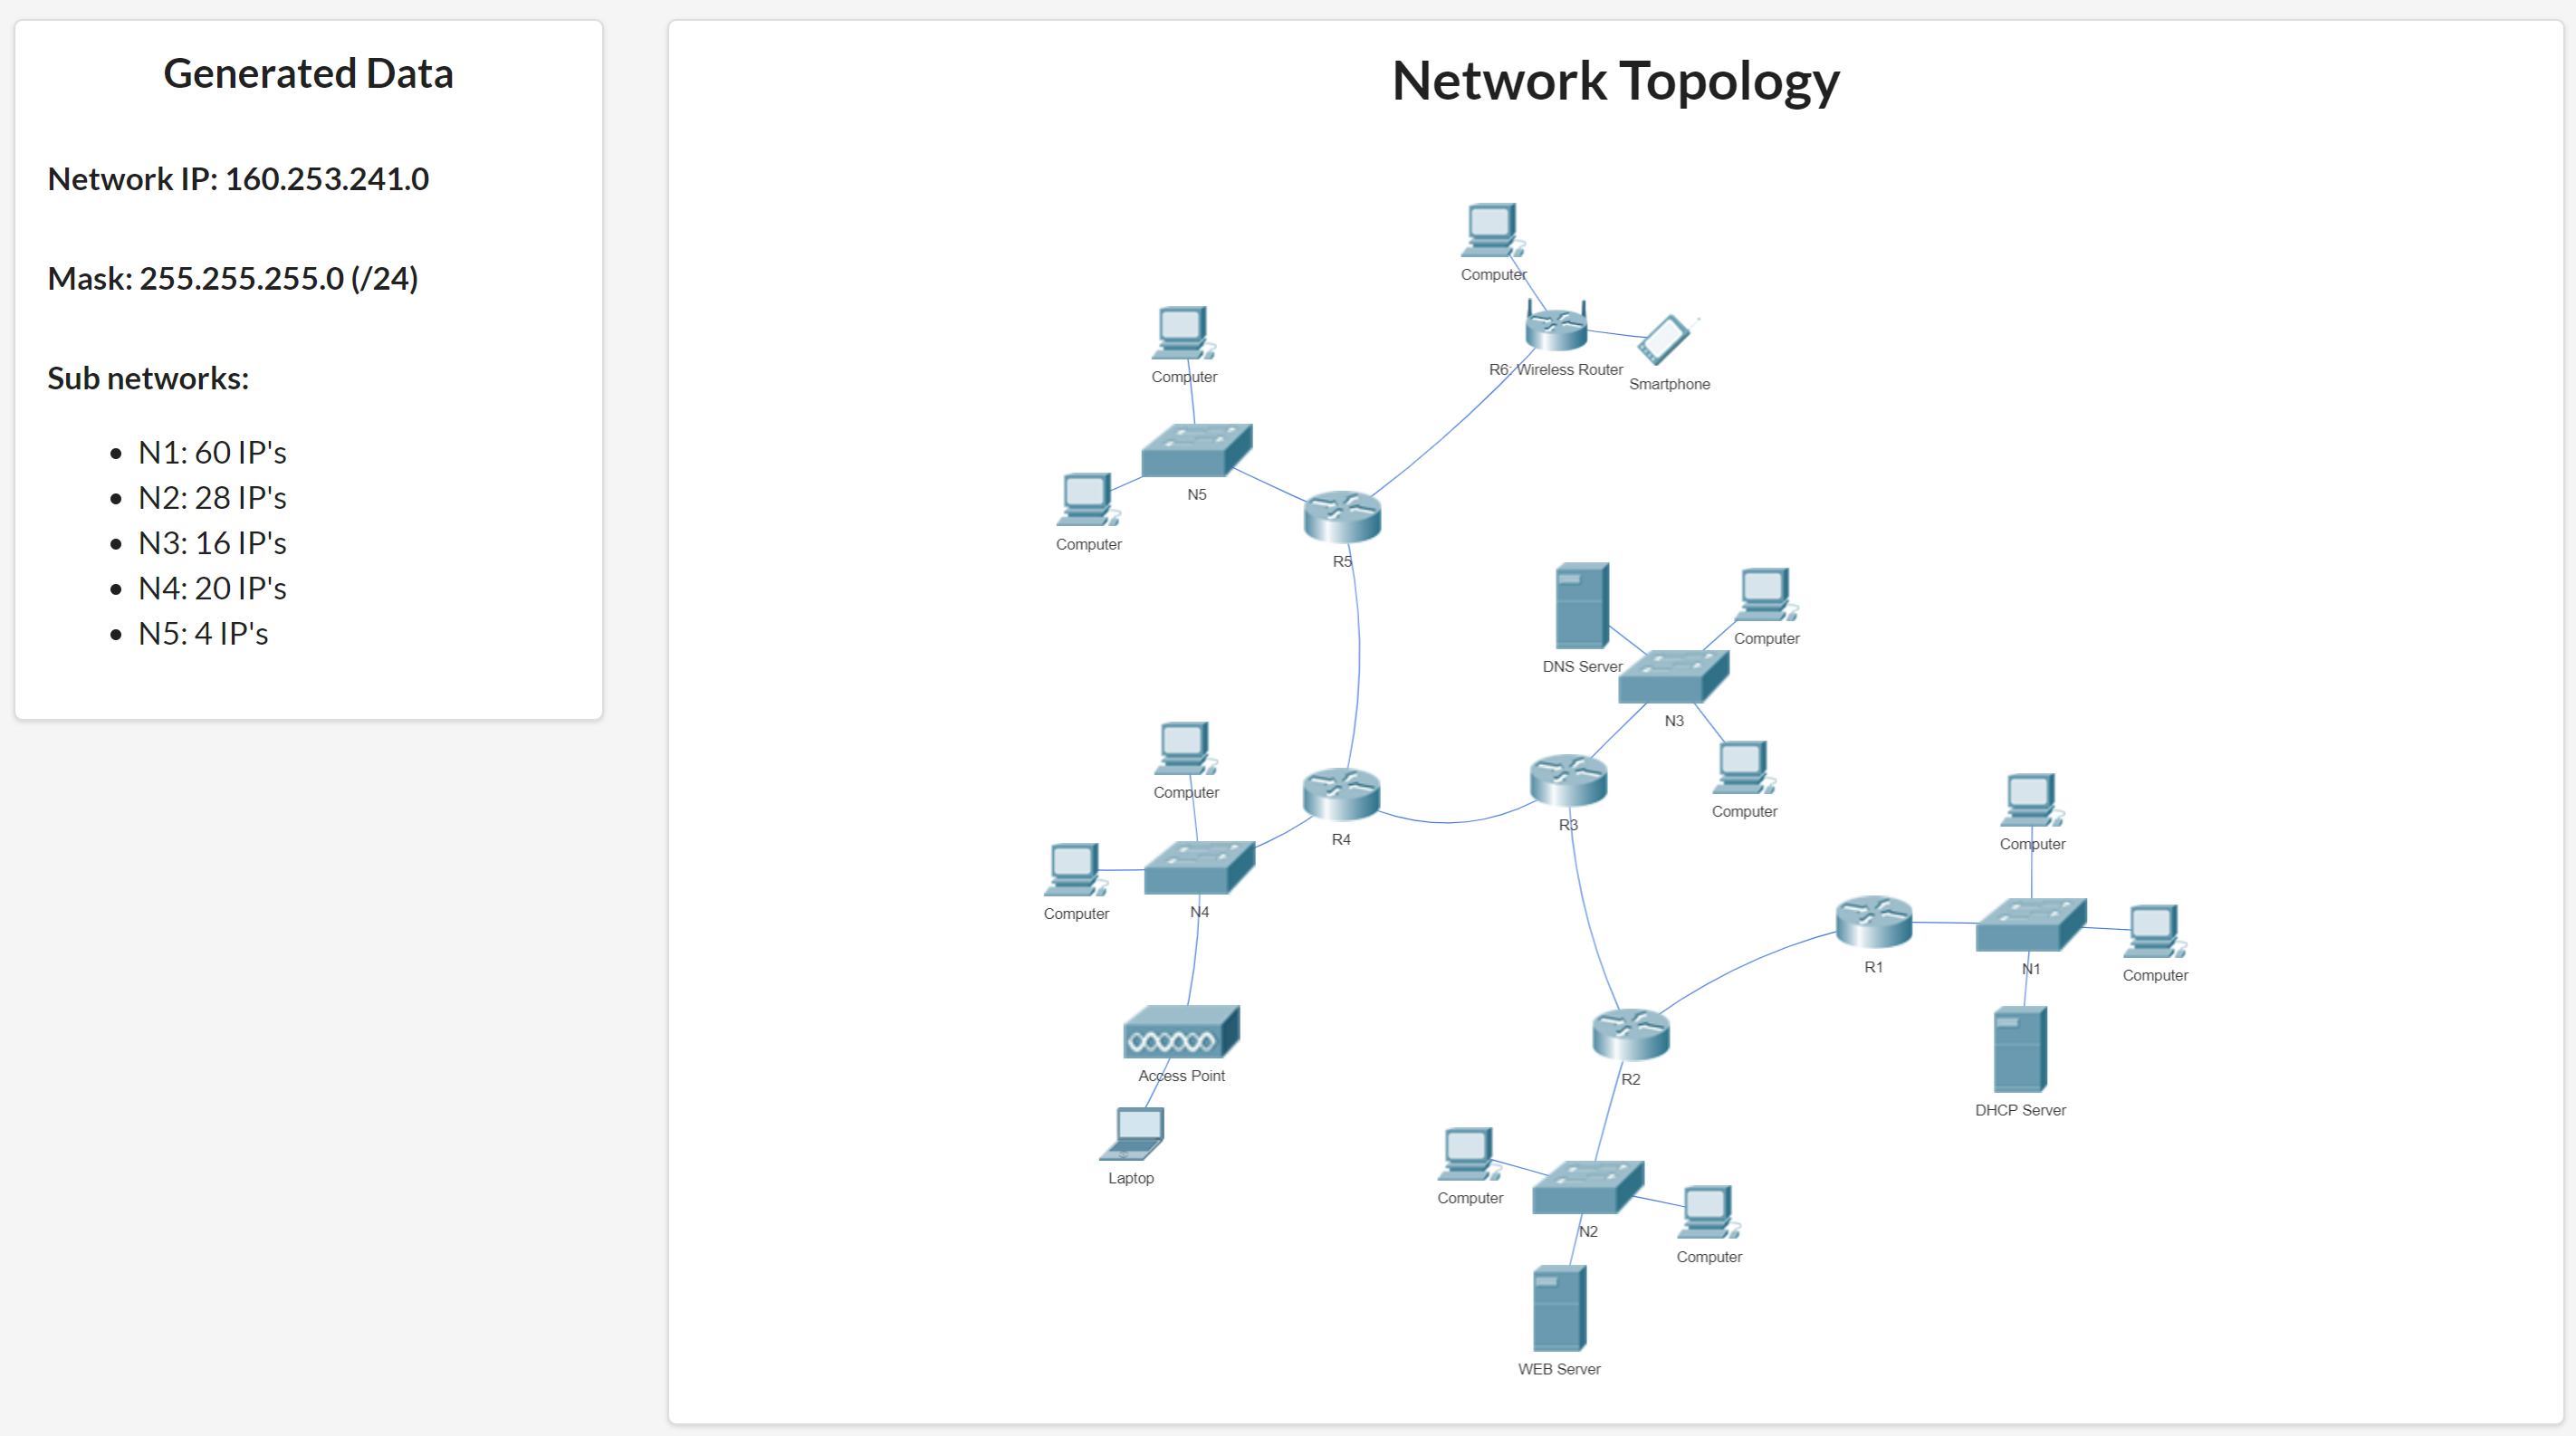 Generated Data
Network IP: 160.253.241.0
Mask: 255.255.255.0 (/24)
Sub networks:
N1: 60 IP's
N2: 28 IP's
N3: 16 IP's
N4: 20 IP's
N5: 4 IP's
Network Topology
Computer
R6: Wireless Router
Smartphone
Computer
N5
Computer
R5
DNS Server
Computer
N3
Computer
Computer
R4
R3
Computer
N4
Computer
R1
N1
Computer
Access Point
R2
DHCP Server
Laptop
Computer
N2
Computer
WEB Server